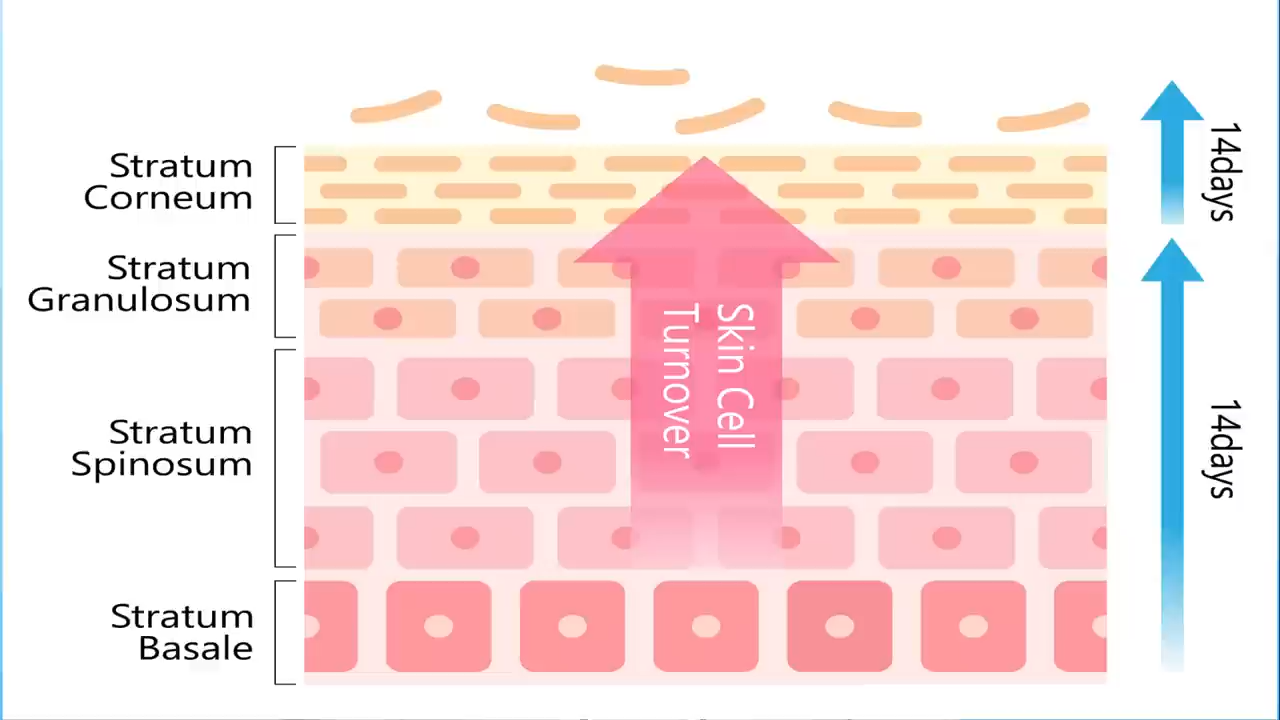 Stratum
Corneum
Stratum
Granulosum
Stratum
Spinosum
Stratum
Basale
Skin Cell
Turnover
14days
14days